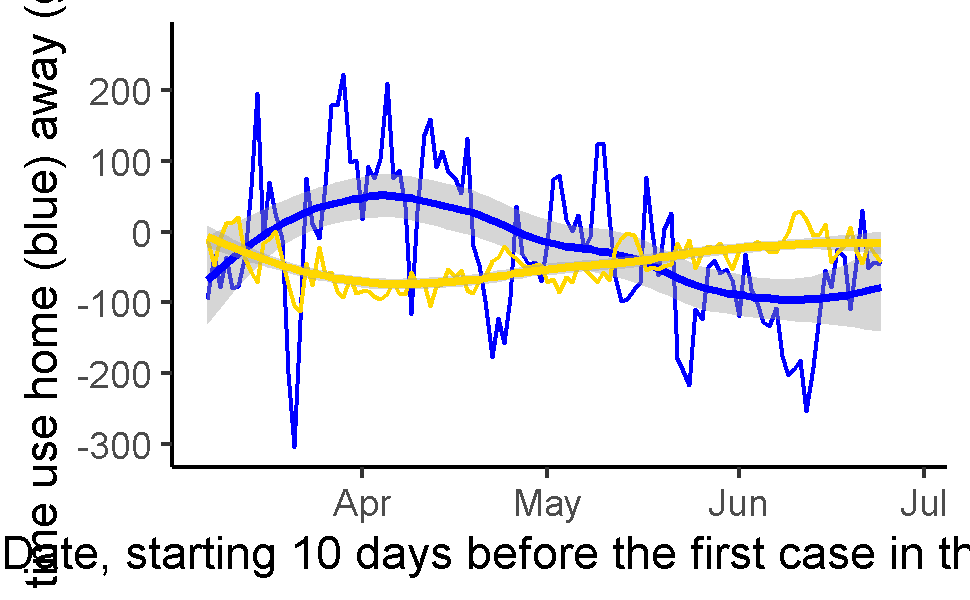 time use home (blue) away (
200
100
0
-100
-200
-300
Apr May Jun Jul
Date, starting 10 days before the first case in th